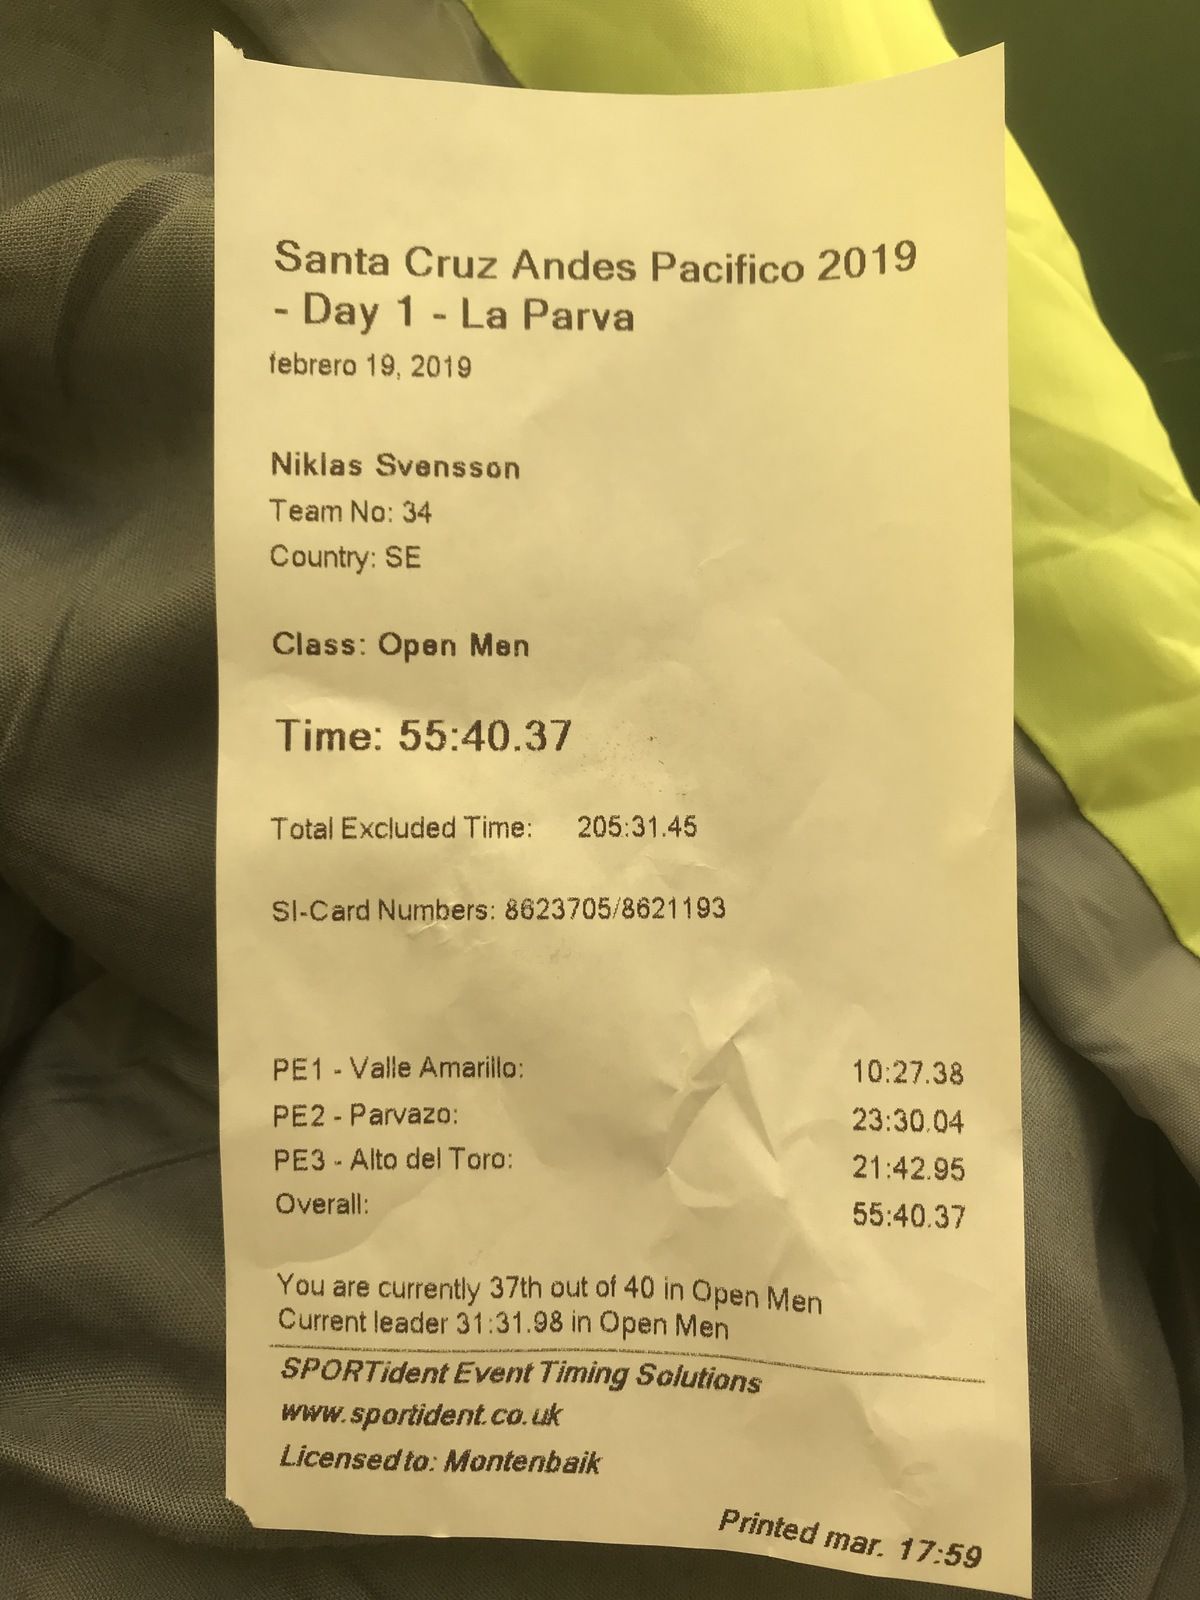 Santa Cruz Andes Pacifico 2019
- Day 1 - La Parva
febrero 19, 2019
Niklas Svensson
Team No: 34
Country: SE
Class: Open Men
Time: 55:40.37
Total Excluded Time: 205:31.45
SI-Card Numbers: 8623705/8621193
PE1 - Valle Amarillo: 10:27.38
PE2 - Parvazo: 23:30.04
PE3 - Alto del Toro: 21:42.95
Overall: 55:40.37
You are currently 37th out of 40 in Open Men
Current leader 31:31.98 in Open Men
SPORTident Event Timing Solutions
www.sportident.co.uk
Licensed to: Montenbaik
Printed mar. 17:59